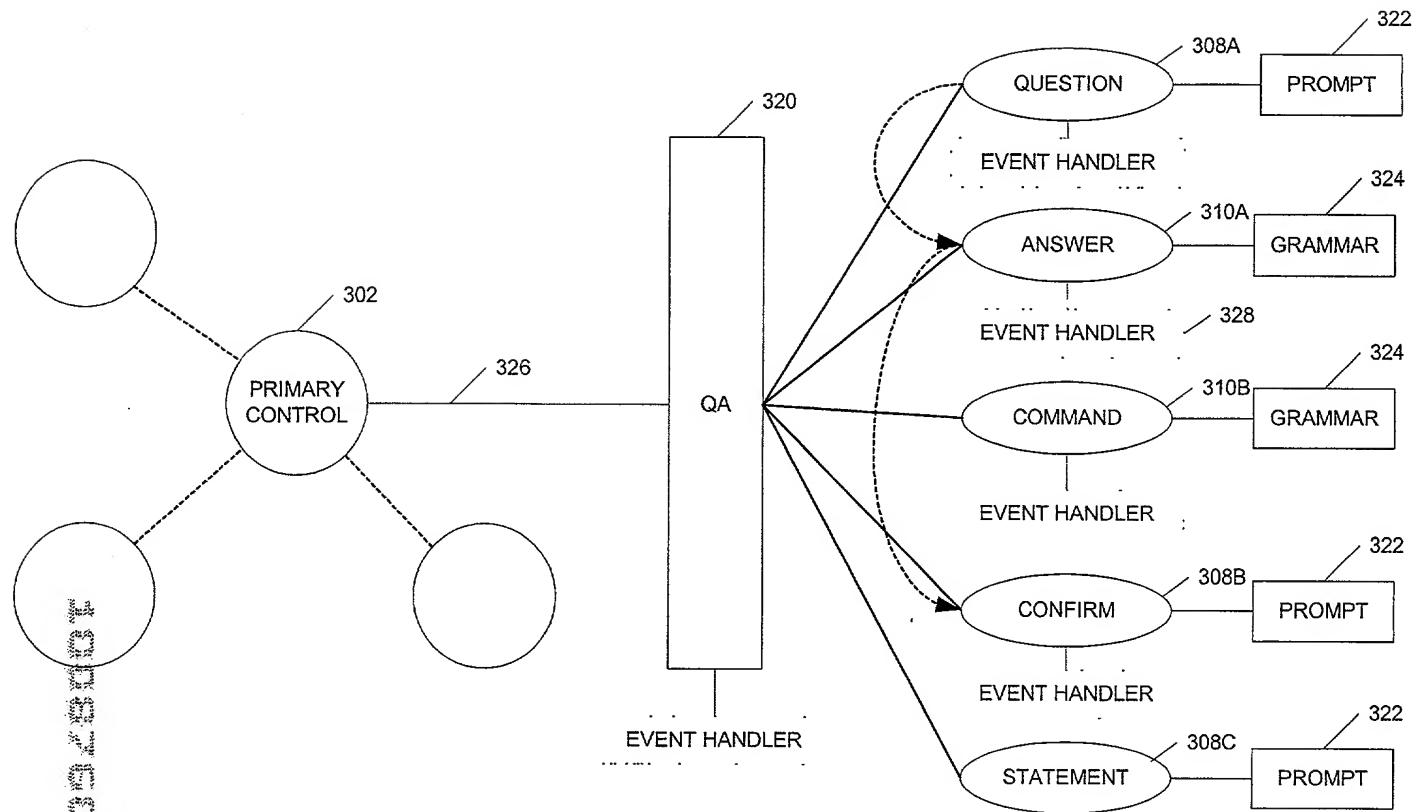 322
308A
QUESTION
PROMPT
320
EVENT HANDLER
324
310A
ANSWER
GRAMMAR
302
EVENT HANDLER
328
324
326
310B
PRIMARY
CONTROL
QA
COMMAND
GRAMMAR
EVENT HANDLER
322
308B
CONFIRM
PROMPT
EVENT HANDLER
322
EVENT HANDLER
308C
STATEMENT
PROMPT